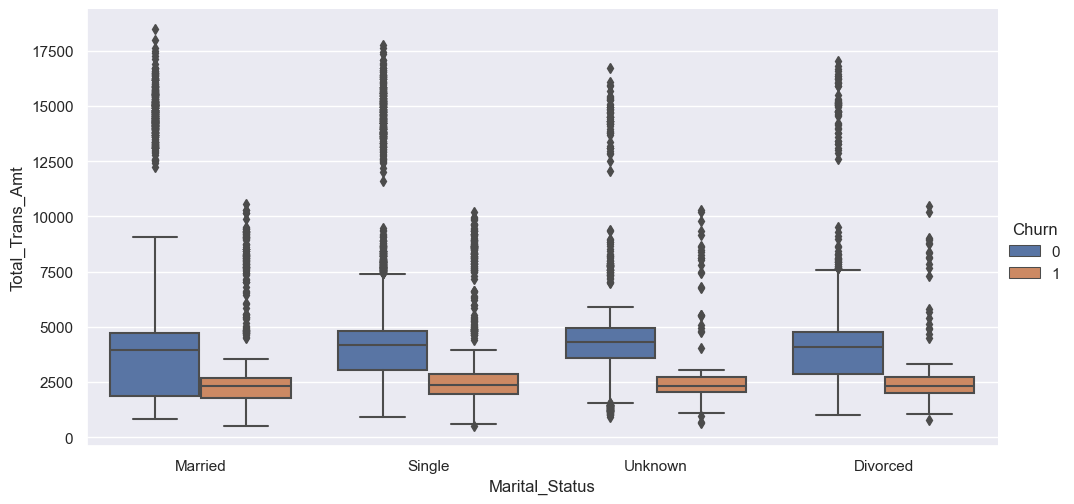 17500
15000
12500
10000
7500
5000
2500
0
Total_Trans_Amt
Married
Single
Unknown
Divorced
Marital_Status
Churn
0
1